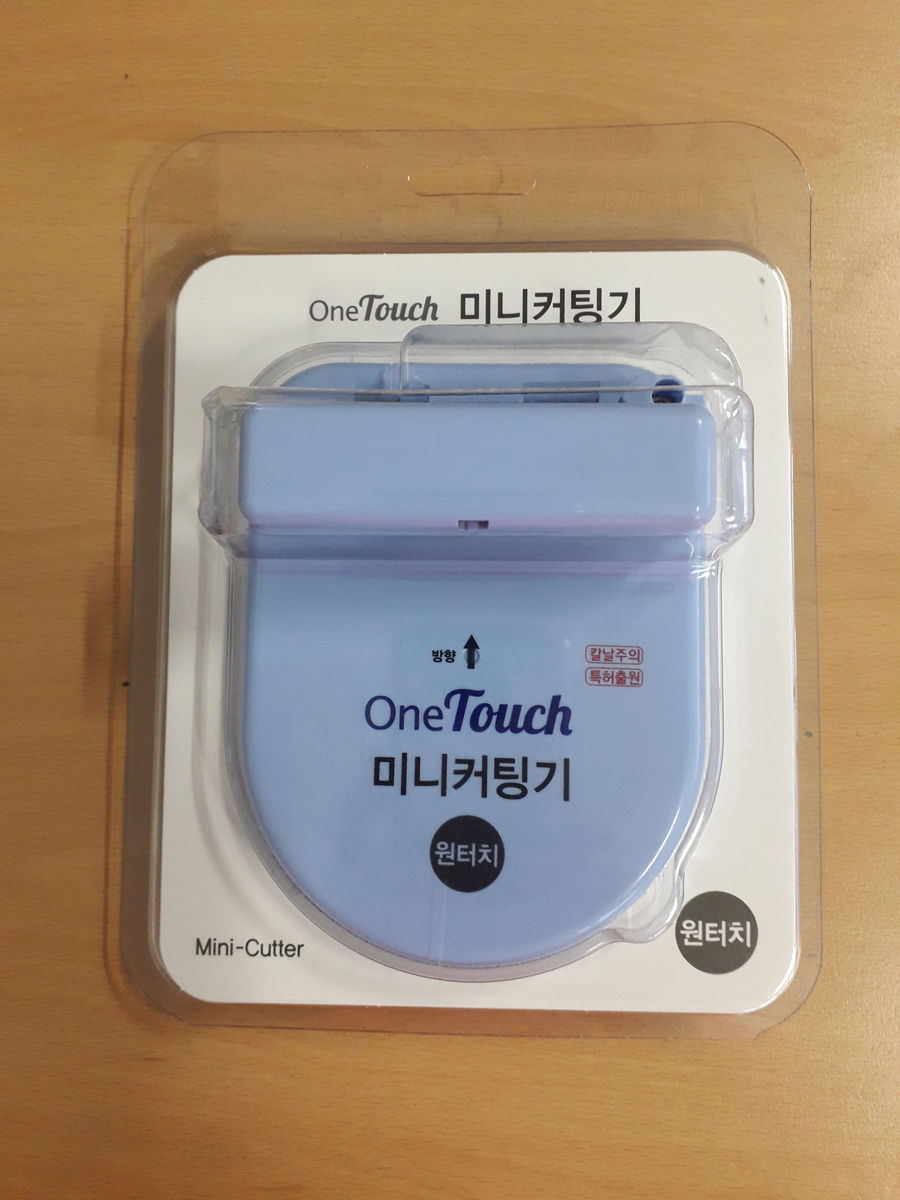 OneTouch 미니커팅기
방향
칼날주의
특허출원
OneTouch
미니커팅기
원터치
원터치
Mini-Cutter